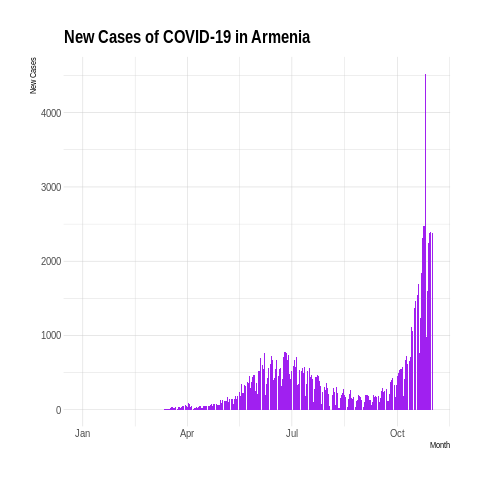 New Cases of COVID-19 in Armenia
New Cases
4000
3000
2000
1000
0
Jan Apr Jul Oct
Month